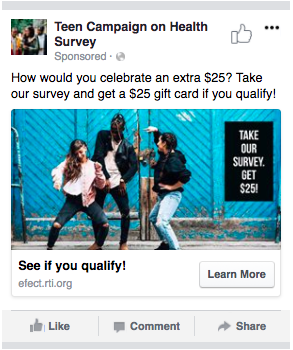 Teen Campaign on Health
Survey
Sponsored ·
How would you celebrate an extra $25? Take
our survey and get a $25 gift card if you qualify!
TAKE
OUR
SURVEY.
GET
$25!
See if you qualify!
efect.rti.org
Learn More
Like
Comment
Share